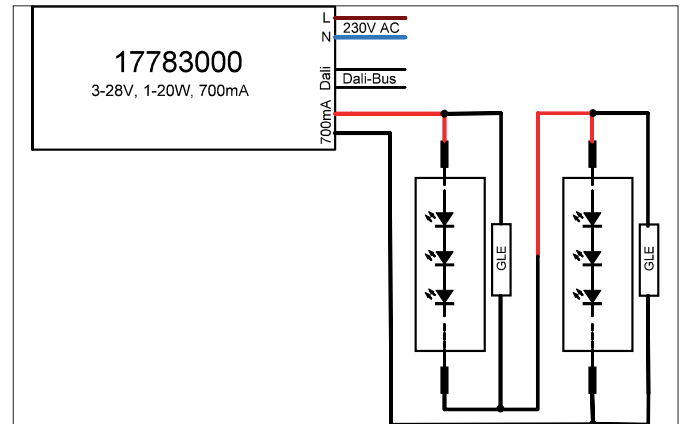 L
230V AC
N
17783000
3-28V, 1-20W, 700mA
Dali
Dali-Bus
700mA
GLE
GLE